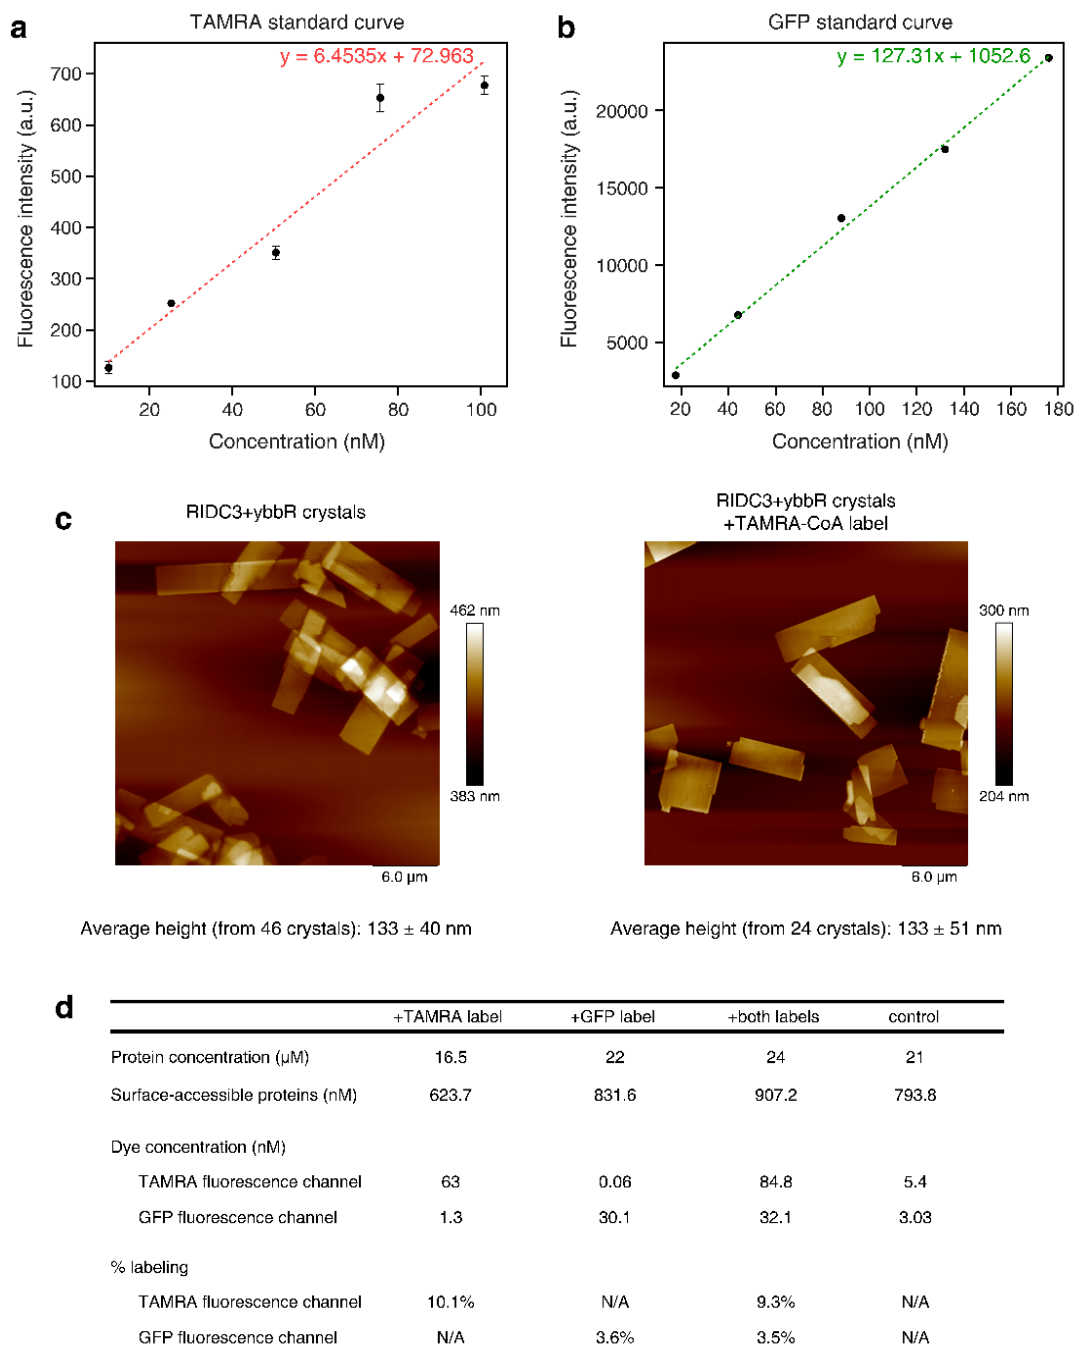 a
TAMRA standard curve
y = 6.4535x + 72.963
Fluorescence intensity (a.u.)
700
600
500
400
300
200
100
20 40 60 80 100
Concentration (nM)
b
GFP standard curve
y = 127.31x + 1052.6
Fluorescence intensity (a.u.)
20000
15000
10000
5000
20 40 60 80 100 120 140 160 180
Concentration (nM)
c
RIDC3+ybbR crystals
462 nm
383 nm
6.0 µm
Average height (from 46 crystals): 133 ± 40 nm
RIDC3+ybbR crystals
+TAMRA-CoA label
300 nm
204 nm
6.0 µm
Average height (from 24 crystals): 133 ± 51 nm
d
+TAMRA label +GFP label +both labels control
Protein concentration (µM) 16.5 22 24 21
Surface-accessible proteins (nM) 623.7 831.6 907.2 793.8
Dye concentration (nM)
TAMRA fluorescence channel 63 0.06 84.8 5.4
GFP fluorescence channel 1.3 30.1 32.1 3.03
% labeling
TAMRA fluorescence channel 10.1% N/A 9.3% N/A
GFP fluorescence channel N/A 3.6% 3.5% N/A